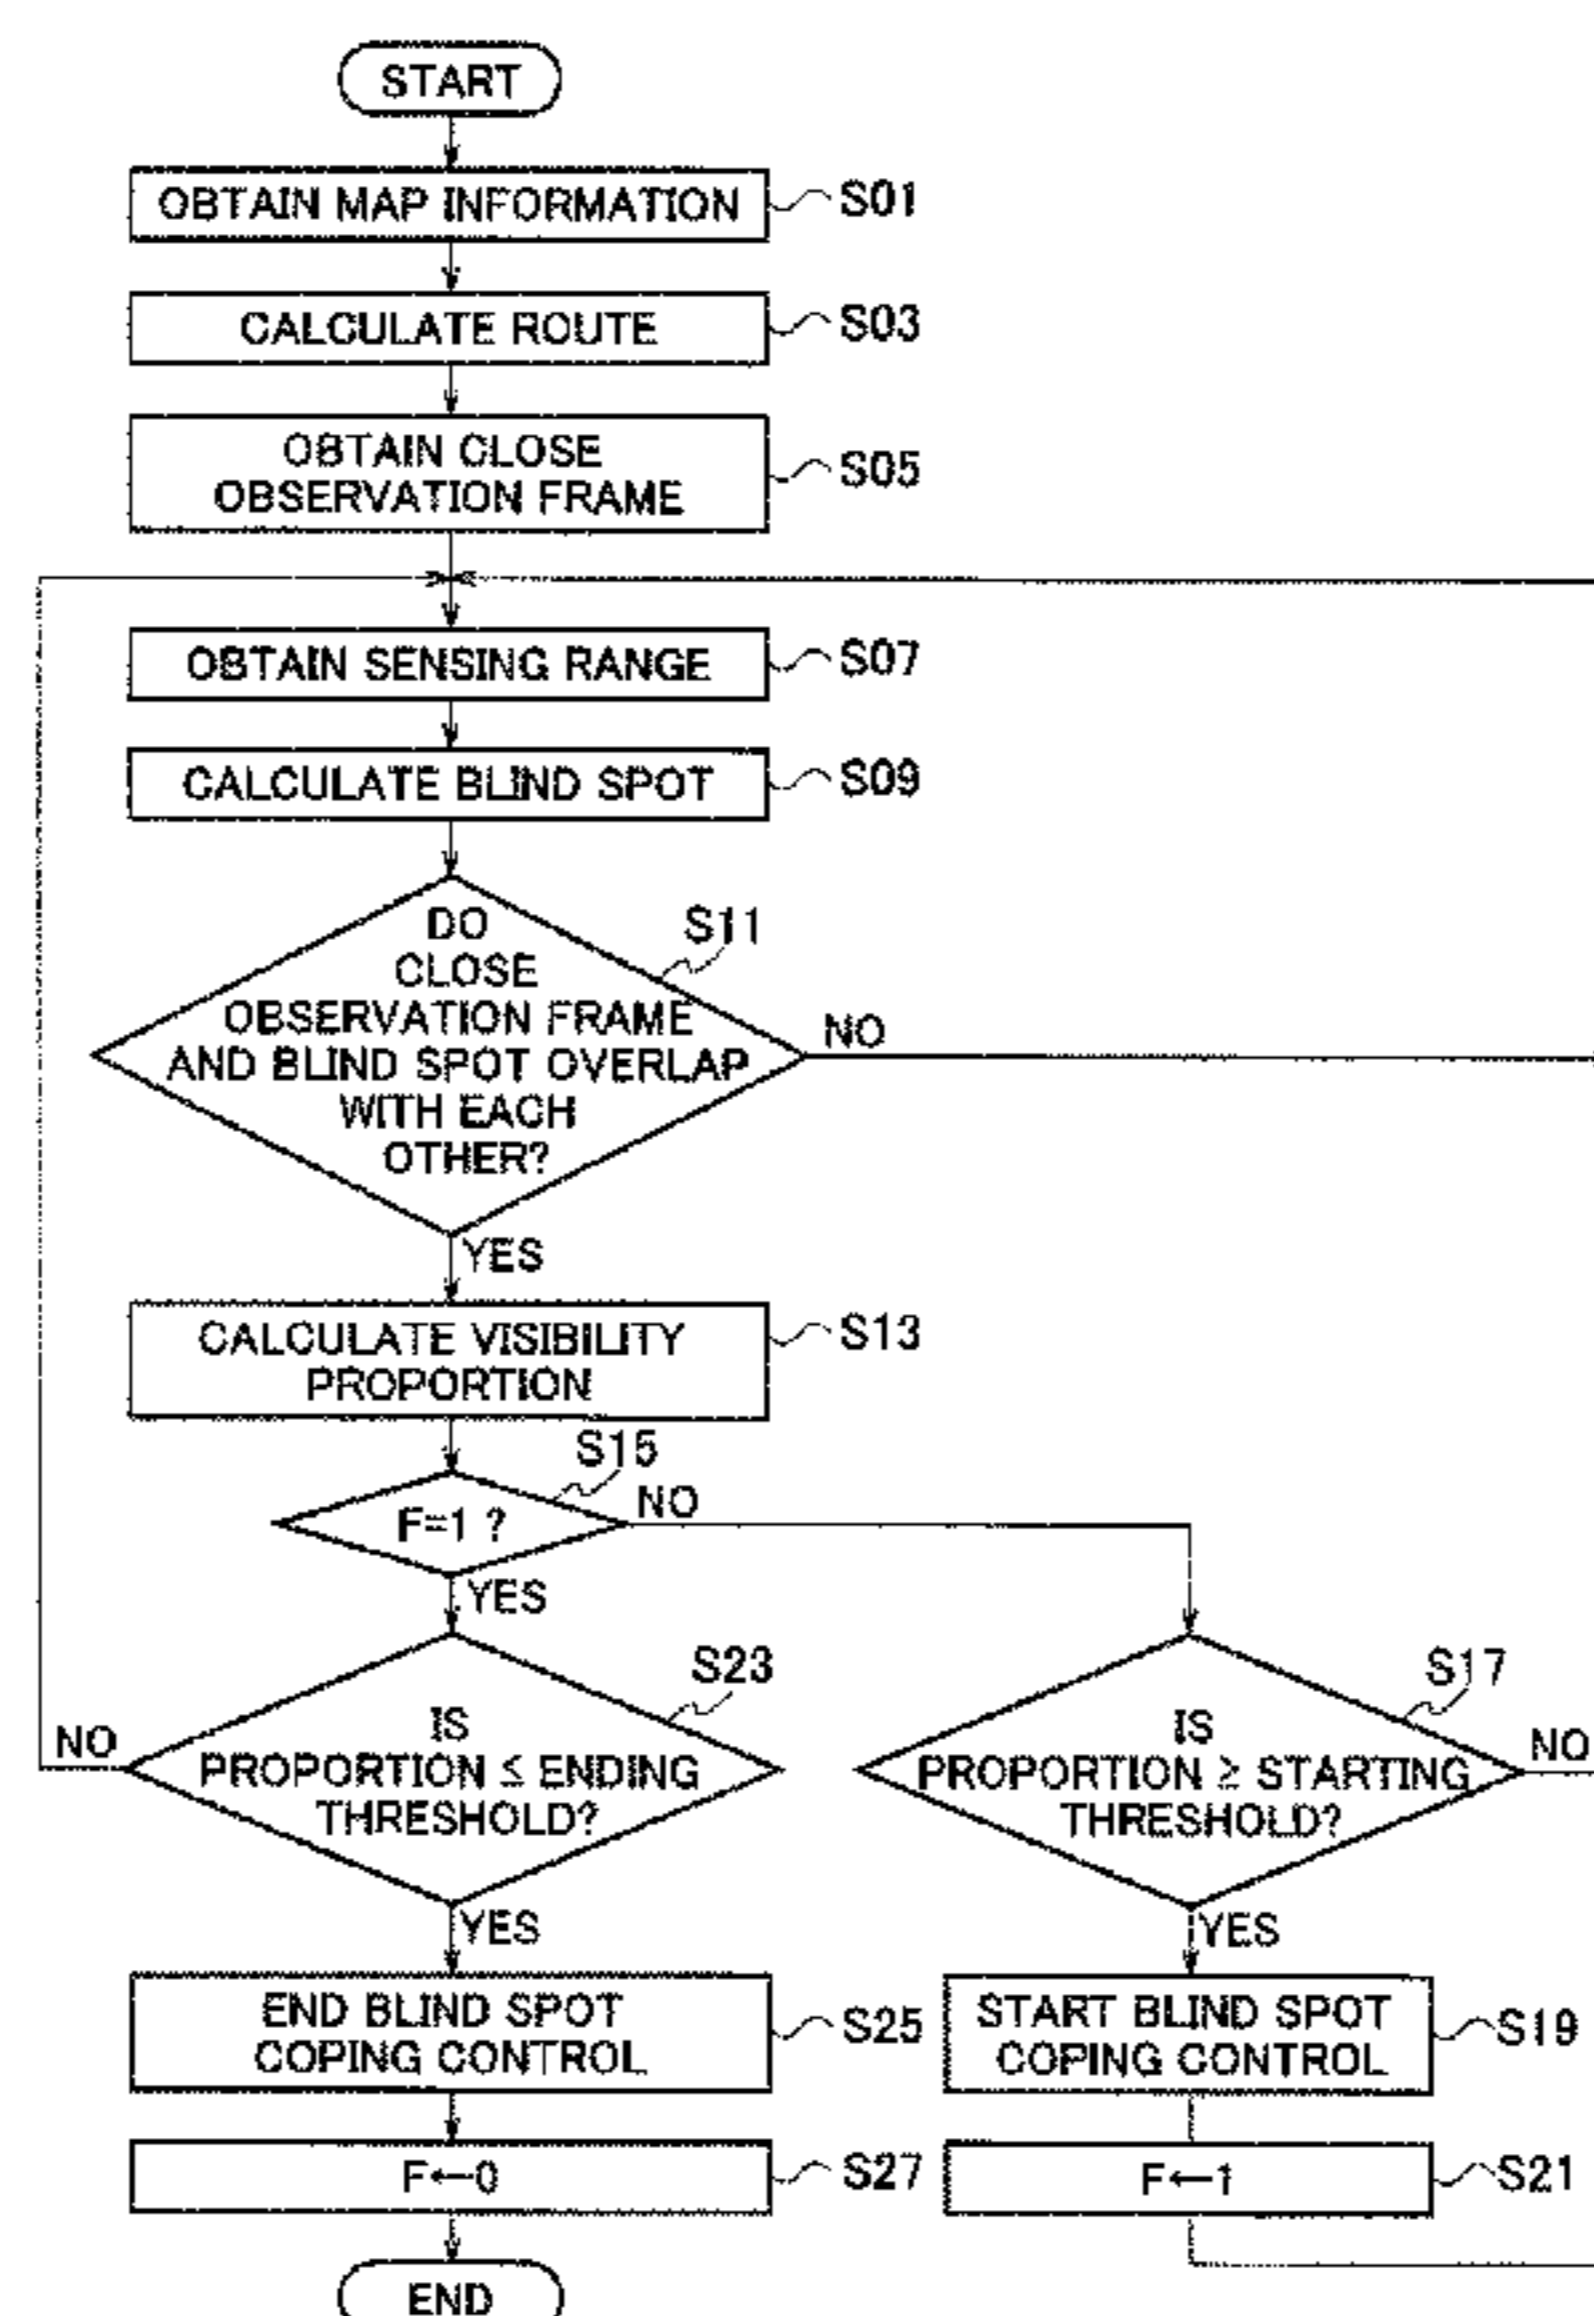 START
OBTAIN MAP INFORMATION
S01
CALCULATE ROUTE
S03
OBTAIN CLOSE
OBSERVATION FRAME
S05
OBTAIN SENSING RANGE
S07
CALCULATE BLIND SPOT
S09
DO
CLOSE
OBSERVATION FRAME
AND BLIND SPOT OVERLAP
WITH EACH
OTHER?
S11
NO
YES
CALCULATE VISIBILITY
PROPORTION
S13
F=1 ?
S15
NO
YES
IS
PROPORTION ≤ ENDING
THRESHOLD?
S23
NO
YES
IS
PROPORTION ≥ STARTING
THRESHOLD?
S17
NO
YES
END BLIND SPOT
COPING CONTROL
S25
START BLIND SPOT
COPING CONTROL
S19
F←0
S27
F←1
S21
END